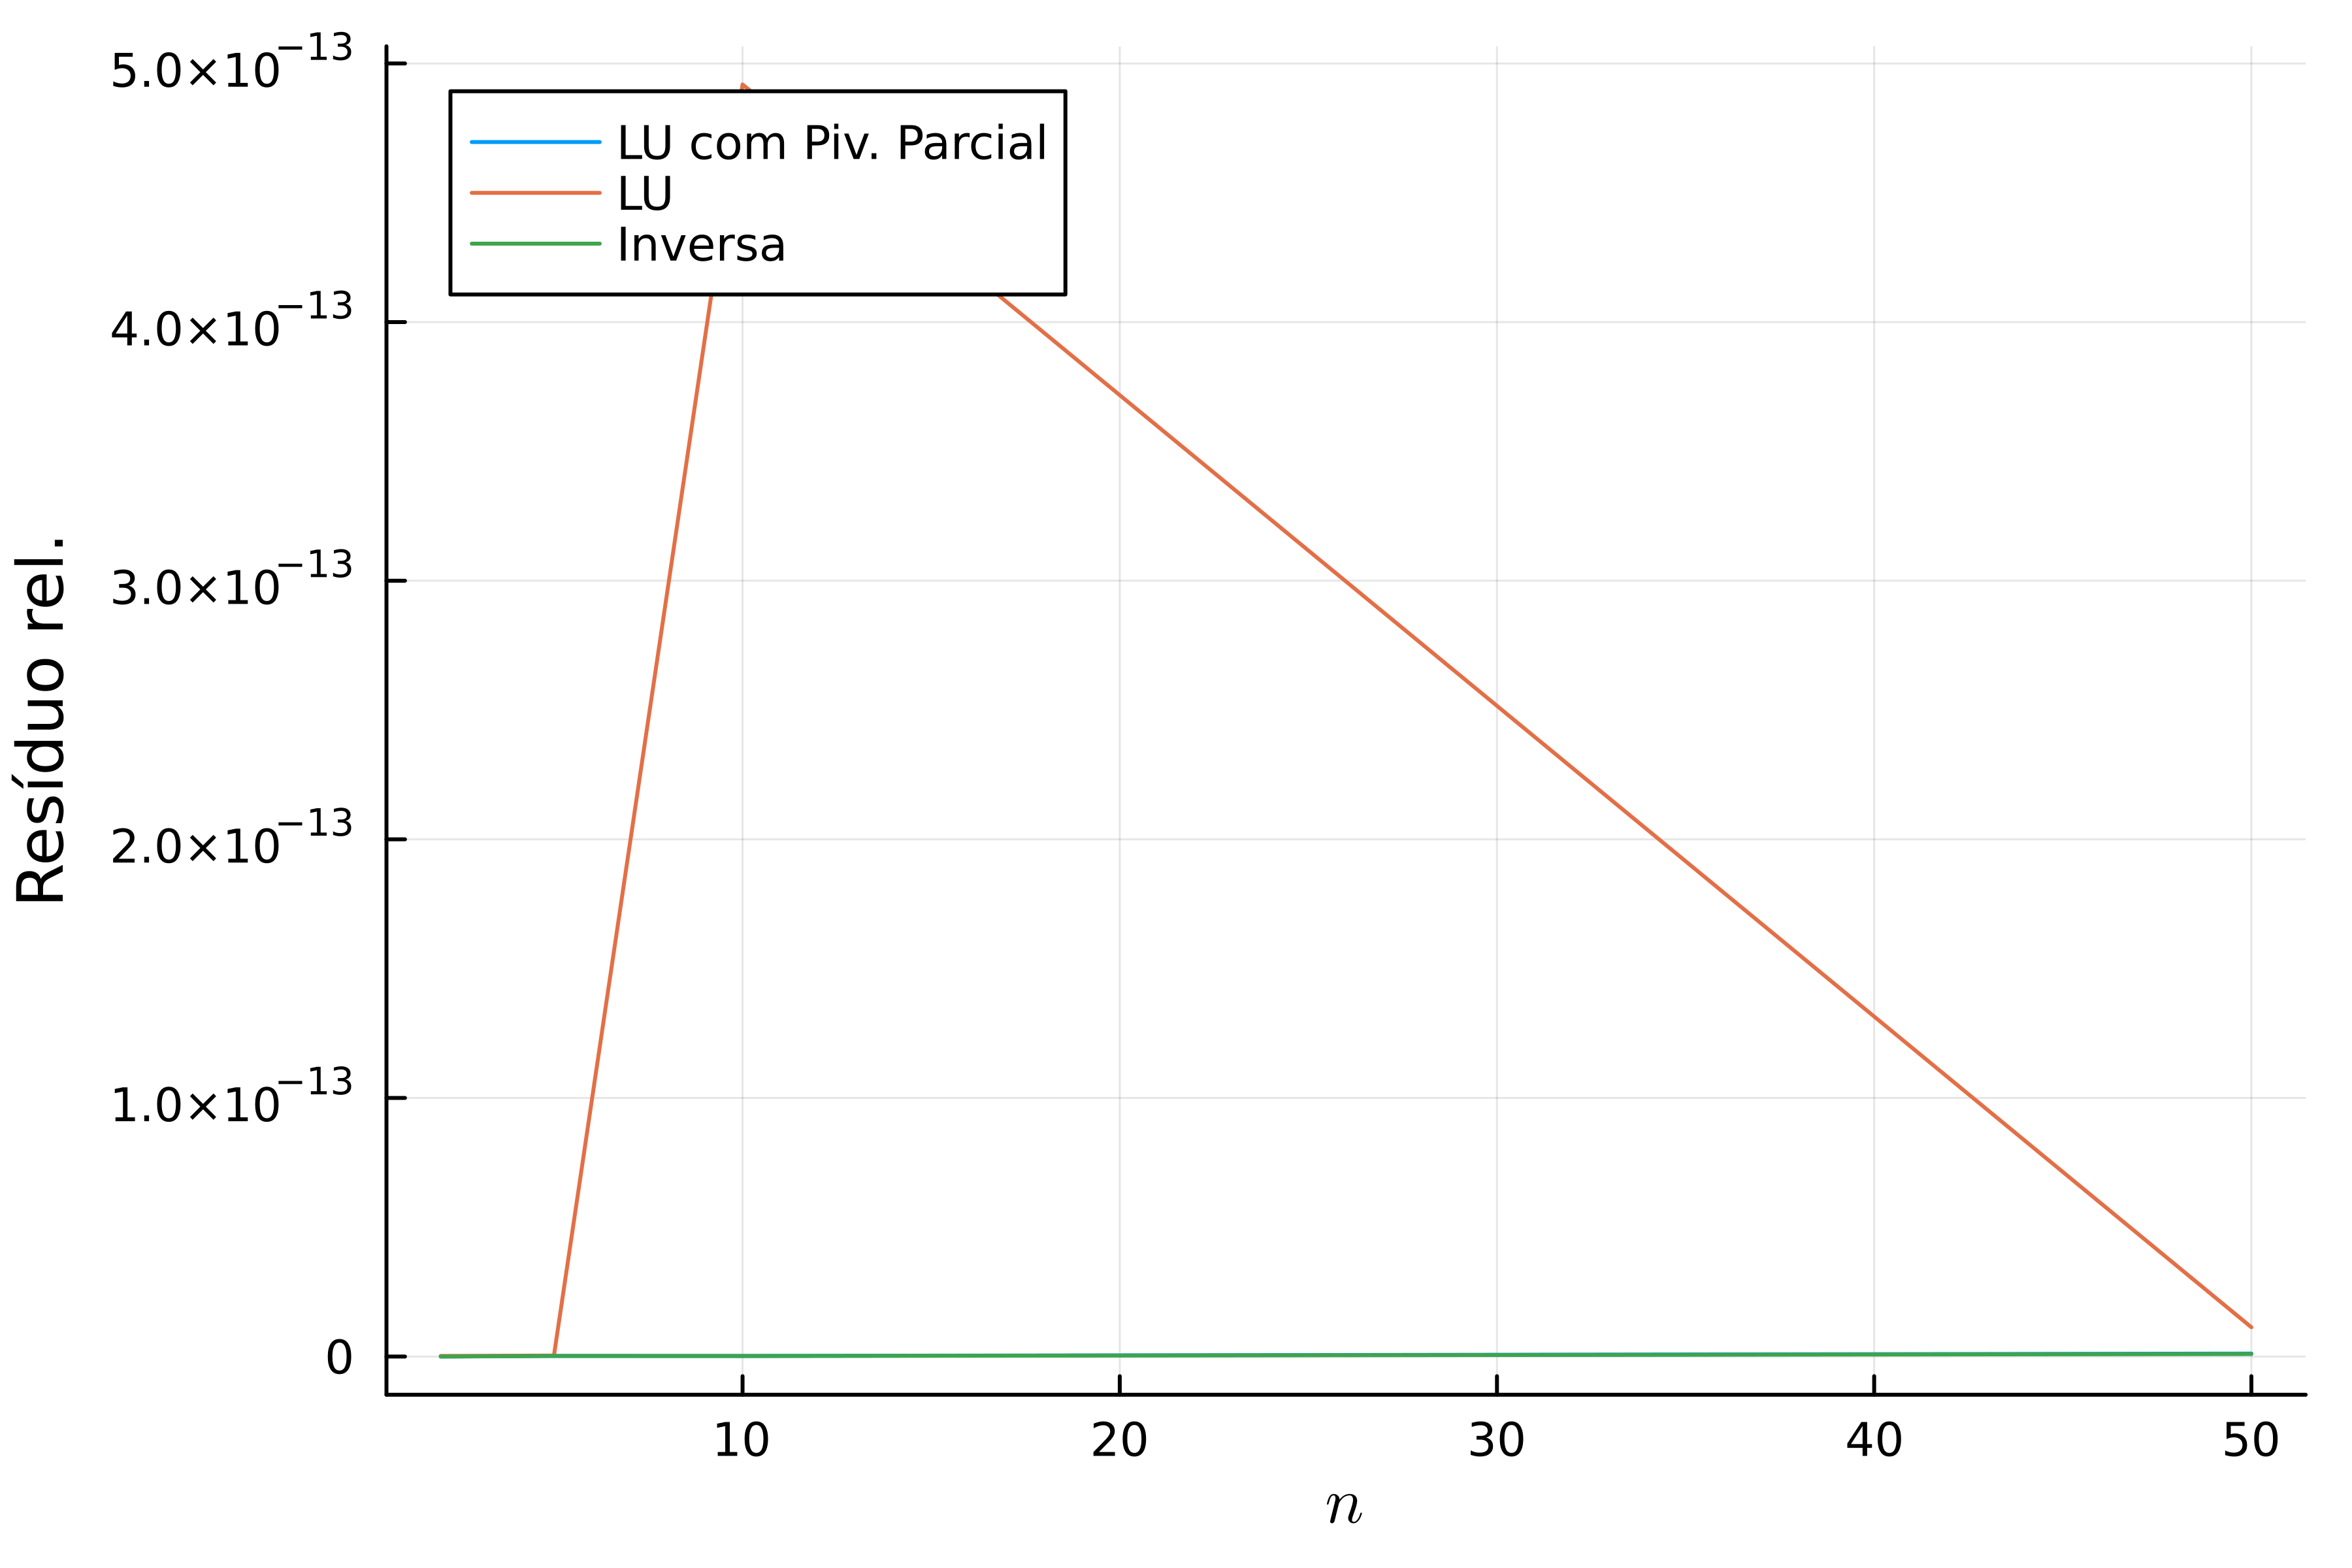 5.0×10⁻¹³
LU com Piv. Parcial
LU
Inversa
4.0×10⁻¹³
3.0×10⁻¹³
2.0×10⁻¹³
1.0×10⁻¹³
0
Resíduo rel.
10 20 30 40 50
n